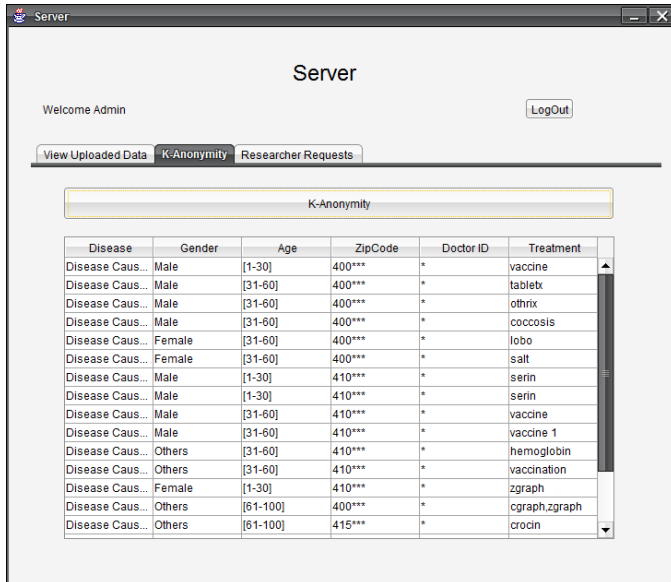 Server
Server
Welcome Admin LogOut
View Uploaded Data K-Anonymity Researcher Requests
K-Anonymity
Disease Gender Age ZipCode Doctor ID Treatment
Disease Caus... Male [1-30] 400*** * vaccine
Disease Caus... Male [31-60] 400*** * tabletx
Disease Caus... Male [31-60] 400*** * othrix
Disease Caus... Male [31-60] 400*** * coccosis
Disease Caus... Female [31-60] 400*** * lobo
Disease Caus... Female [31-60] 400*** * salt
Disease Caus... Male [1-30] 410*** * serin
Disease Caus... Male [1-30] 410*** * serin
Disease Caus... Male [31-60] 410*** * vaccine
Disease Caus... Male [31-60] 410*** * vaccine 1
Disease Caus... Others [31-60] 410*** * hemoglobin
Disease Caus... Others [31-60] 410*** * vaccination
Disease Caus... Female [1-30] 410*** * zgraph
Disease Caus... Others [61-100] 400*** * cgraph,zgraph
Disease Caus... Others [61-100] 415*** * crocin